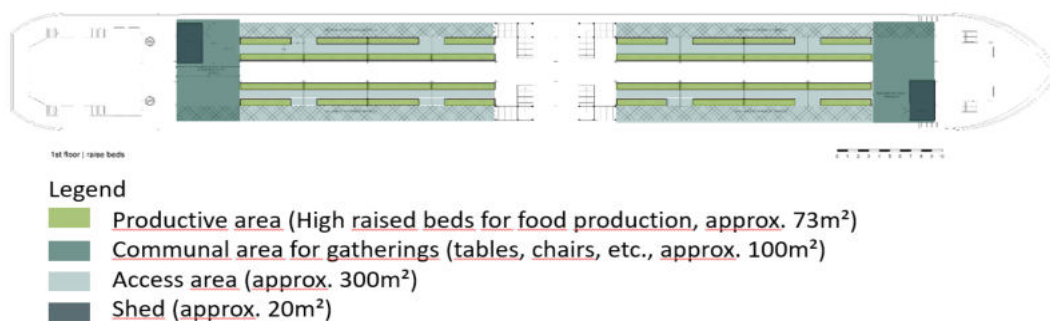 1st floor | raise beds
Legend
Productive area (High raised beds for food production, approx. 73m²)
Communal area for gatherings (tables, chairs, etc., approx. 100m²)
Access area (approx. 300m²)
Shed (approx. 20m²)